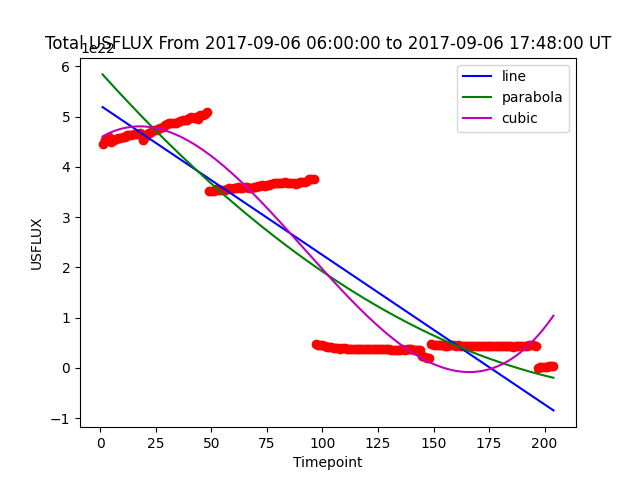 Total USFLUX From 2017-09-06 06:00:00 to 2017-09-06 17:48:00 UT
1e22
line
parabola
cubic
6
5
4
3
2
1
0
−1
USFLUX
0 25 50 75 100 125 150 175 200
Timepoint